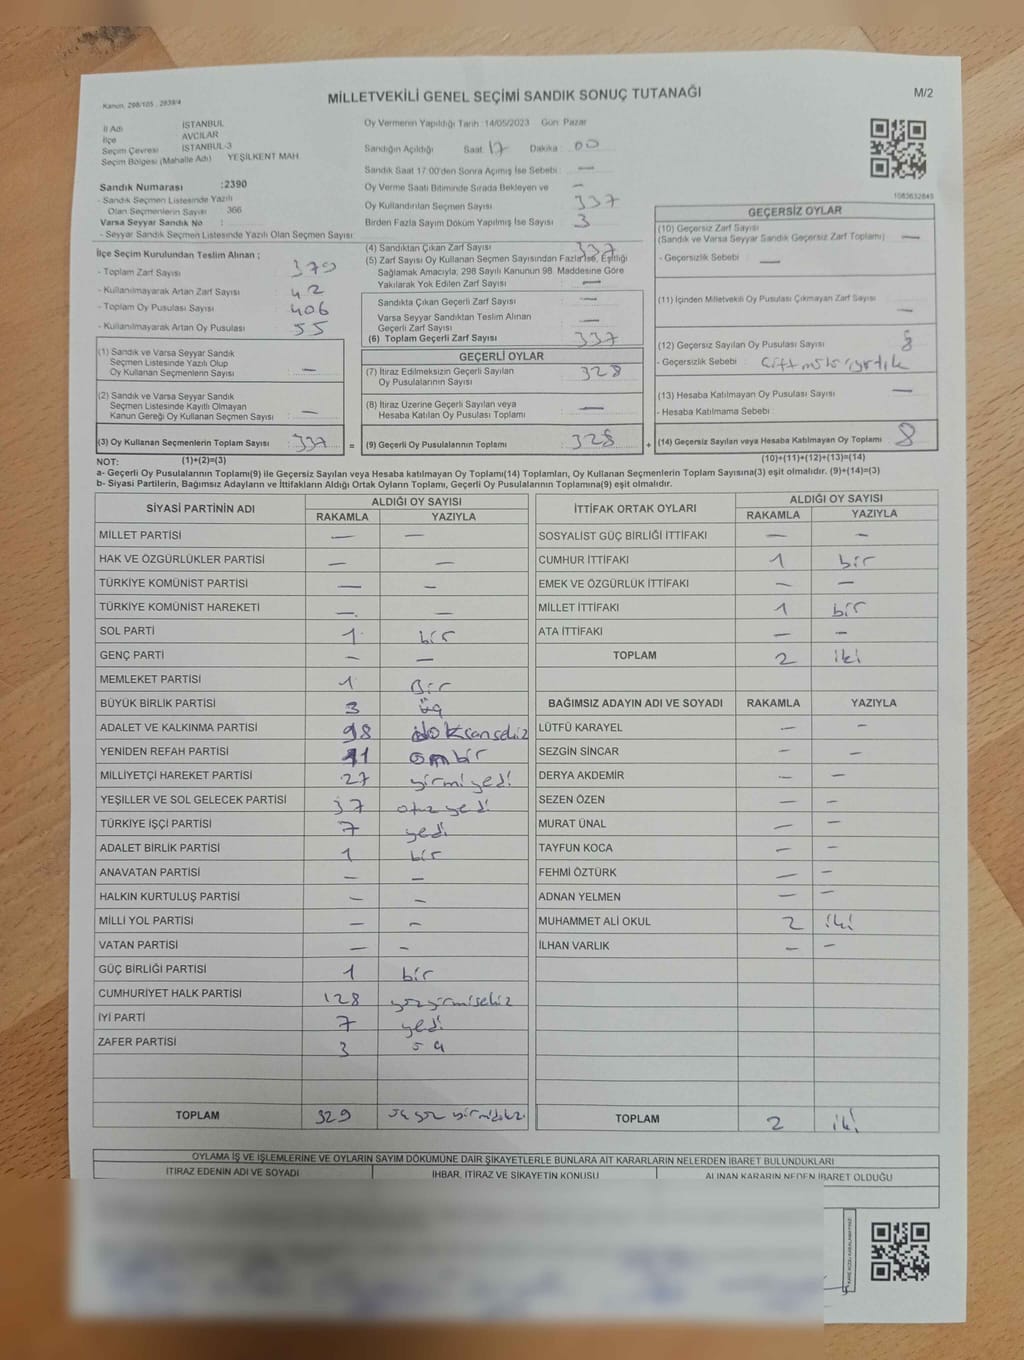 Kanun, 298/105 , 2839/4
MİLLETVEKİLİ GENEL SEÇİMİ SANDIK SONUÇ TUTANAĞI
M/2
İl Adı İSTANBUL
İlçe AVCILAR
Seçim Çevresi İSTANBUL-3
Seçim Bölgesi (Mahalle Adı) YEŞİLKENT MAH.
Sandık Numarası :2390
- Sandık Seçmen Listesinde Yazılı
Olan Seçmenlerin Sayısı 366
Varsa Seyyar Sandık No :
- Seyyar Sandık Seçmen Listesinde Yazılı Olan Seçmen Sayısı:
Oy Vermenin Yapıldığı Tarih :14/05/2023 Gün: Pazar
Sandığın Açıldığı Saat: 17 Dakika : 00
Sandık Saat 17:00'den Sonra Açılmış İse Sebebi : —
Oy Verme Saati Bitiminde Sırada Bekleyen ve —
Oy Kullandırılan Seçmen Sayısı 337
Birden Fazla Sayım Döküm Yapılmış İse Sayısı 3
1083632845
İlçe Seçim Kurulundan Teslim Alınan ;
- Toplam Zarf Sayısı 379
- Kullanılmayarak Artan Zarf Sayısı 42
- Toplam Oy Pusulası Sayısı 406
- Kullanılmayarak Artan Oy Pusulası 55
(1) Sandık ve Varsa Seyyar Sandık
Seçmen Listesinde Yazılı Olup
Oy Kullanan Seçmenlerin Sayısı —
(2) Sandık ve Varsa Seyyar Sandık
Seçmen Listesinde Kayıtlı Olmayan
Kanun Gereği Oy Kullanan Seçmen Sayısı —
(3) Oy Kullanan Seçmenlerin Toplam Sayısı : 337 =
(1)+(2)=(3)
(4) Sandıktan Çıkan Zarf Sayısı 337
(5) Zarf Sayısı Oy Kullanan Seçmen Sayısından Fazla İse, Eşitliği
Sağlamak Amacıyla; 298 Sayılı Kanunun 98. Maddesine Göre
Yakılarak Yok Edilen Zarf Sayısı —
Sandıkta Çıkan Geçerli Zarf Sayısı —
Varsa Seyyar Sandıktan Teslim Alınan
Geçerli Zarf Sayısı —
(6) Toplam Geçerli Zarf Sayısı 337
GEÇERLİ OYLAR
(7) İtiraz Edilmeksizin Geçerli Sayılan
Oy Pusulalarının Sayısı 328
(8) İtiraz Üzerine Geçerli Sayılan veya
Hesaba Katılan Oy Pusulası Toplamı —
(9) Geçerli Oy Pusulalarının Toplamı 328 +
GEÇERSİZ OYLAR
(10) Geçersiz Zarf Sayısı
(Sandık ve Varsa Seyyar Sandık Geçersiz Zarf Toplamı) —
- Geçersizlik Sebebi : —
(11) İçinden Milletvekili Oy Pusulası Çıkmayan Zarf Sayısı —
(12) Geçersiz Sayılan Oy Pusulası Sayısı 8
- Geçersizlik Sebebi :
(13) Hesaba Katılmayan Oy Pusulası Sayısı —
- Hesaba Katılmama Sebebi :
(14) Geçersiz Sayılan veya Hesaba Katılmayan Oy Toplamı 8
(10)+(11)+(12)+(13)=(14)
NOT:
a- Geçerli Oy Pusulalarının Toplamı(9) ile Geçersiz Sayılan veya Hesaba katılmayan Oy Toplamı(14) Toplamları, Oy Kullanan Seçmenlerin Toplam Sayısına(3) eşit olmalıdır. (9)+(14)=(3)
b- Siyasi Partilerin, Bağımsız Adayların ve İttifakların Aldığı Ortak Oyların Toplamı, Geçerli Oy Pusulalarının Toplamına(9) eşit olmalıdır.
SİYASİ PARTİNİN ADI ALDIĞI OY SAYISI
RAKAMLA YAZIYLA
MİLLET PARTİSİ — —
HAK VE ÖZGÜRLÜKLER PARTİSİ — —
TÜRKİYE KOMÜNİST PARTİSİ — —
TÜRKİYE KOMÜNİST HAREKETİ — —
SOL PARTİ 1 bir
GENÇ PARTİ — —
MEMLEKET PARTİSİ 1 Bir
BÜYÜK BİRLİK PARTİSİ 3 üç
ADALET VE KALKINMA PARTİSİ 98 doksansekiz
YENİDEN REFAH PARTİSİ 11 onbir
MİLLİYETÇİ HAREKET PARTİSİ 27 yirmiyedi
YEŞİLLER VE SOL GELECEK PARTİSİ 37 otuzyedi
TÜRKİYE İŞÇİ PARTİSİ 7 yedi
ADALET BİRLİK PARTİSİ 1 bir
ANAVATAN PARTİSİ — —
HALKIN KURTULUŞ PARTİSİ — —
MİLLİ YOL PARTİSİ — —
VATAN PARTİSİ — —
GÜÇ BİRLİĞİ PARTİSİ 1 bir
CUMHURİYET HALK PARTİSİ 128 yüzyirmisekiz
İYİ PARTİ 7 yedi
ZAFER PARTİSİ 3 üç
TOPLAM 329 üç yüz yirmidokuz
İTTİFAK ORTAK OYLARI ALDIĞI OY SAYISI
RAKAMLA YAZIYLA
SOSYALİST GÜÇ BİRLİĞİ İTTİFAKI — —
CUMHUR İTTİFAKI 1 bir
EMEK VE ÖZGÜRLÜK İTTİFAKI — —
MİLLET İTTİFAKI 1 bir
ATA İTTİFAKI — —
TOPLAM 2 iki
BAĞIMSIZ ADAYIN ADI VE SOYADI RAKAMLA YAZIYLA
LÜTFÜ KARAYEL — —
SEZGİN SİNCAR — —
DERYA AKDEMİR — —
SEZEN ÖZEN — —
MURAT ÜNAL — —
TAYFUN KOCA — —
FEHMİ ÖZTÜRK — —
ADNAN YELMEN — —
MUHAMMET ALİ OKUL 2 iki
İLHAN VARLIK — —
TOPLAM 2 iki
OYLAMA İŞ VE İŞLEMLERİNE VE OYLARIN SAYIM DÖKÜMÜNE DAİR ŞİKAYETLERLE BUNLARA AİT KARARLARIN NELERDEN İBARET BULUNDUKLARI
İTİRAZ EDENİN ADI VE SOYADI İHBAR, İTİRAZ VE ŞİKAYETİN KONUSU ALINAN KARARIN NEDEN İBARET OLDUĞU